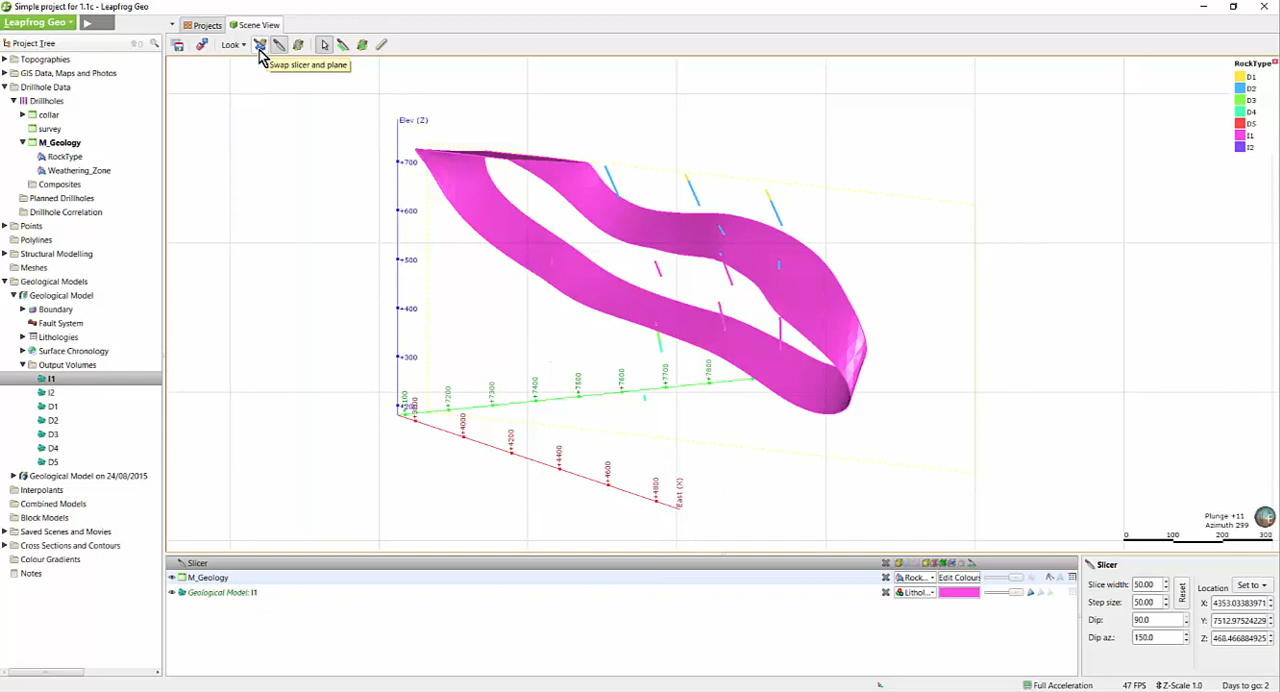 Simple project for 1.1c - Leapfrog Geo
Leapfrog Geo
Projects
Scene View
Project Tree
Look
Swap slicer and plane
Topographies
GIS Data, Maps and Photos
Drillhole Data
Drillholes
collar
survey
M_Geology
RockType
Weathering_Zone
Composites
Planned Drillholes
Drillhole Correlation
Points
Polylines
Structural Modelling
Meshes
Geological Models
Geological Model
Boundary
Fault System
Lithologies
Surface Chronology
Output Volumes
I1
I2
D1
D2
D3
D4
D5
Geological Model on 24/08/2015
Interpolants
Combined Models
Block Models
Saved Scenes and Movies
Cross Sections and Contours
Colour Gradients
Notes
RockType
D1
D2
D3
D4
D5
I1
I2
Elev (Z)
+700
+600
+500
+400
+300
+7200
+7300
+7400
+7500
+7600
+7700
+7800
+4000
+4200
+4400
+4600
+4800
East (X)
Plunge +11
Azimuth 299
0 100 200 300
Slicer
M_Geology
Rock...
Edit Colours
Geological Model: I1
Lithol...
Slicer
Slice width: 50.00
Step size: 50.00
Dip: 90.0
Dip az.: 150.0
Reset
Location
Set to
X: 4353.03383971
Y: 7512.97524229
Z: 468.466884925
Full Acceleration
47 FPS
Z-Scale 1.0
Days to go: 2